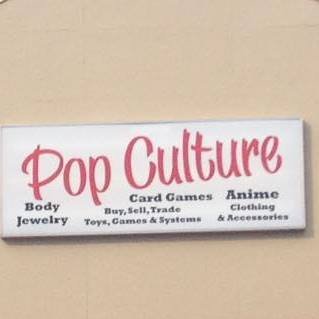 Pop Culture
Body
Jewelry
Card Games
Buy, Sell, Trade
Toys, Games & Systems
Anime
Clothing
& Accessories